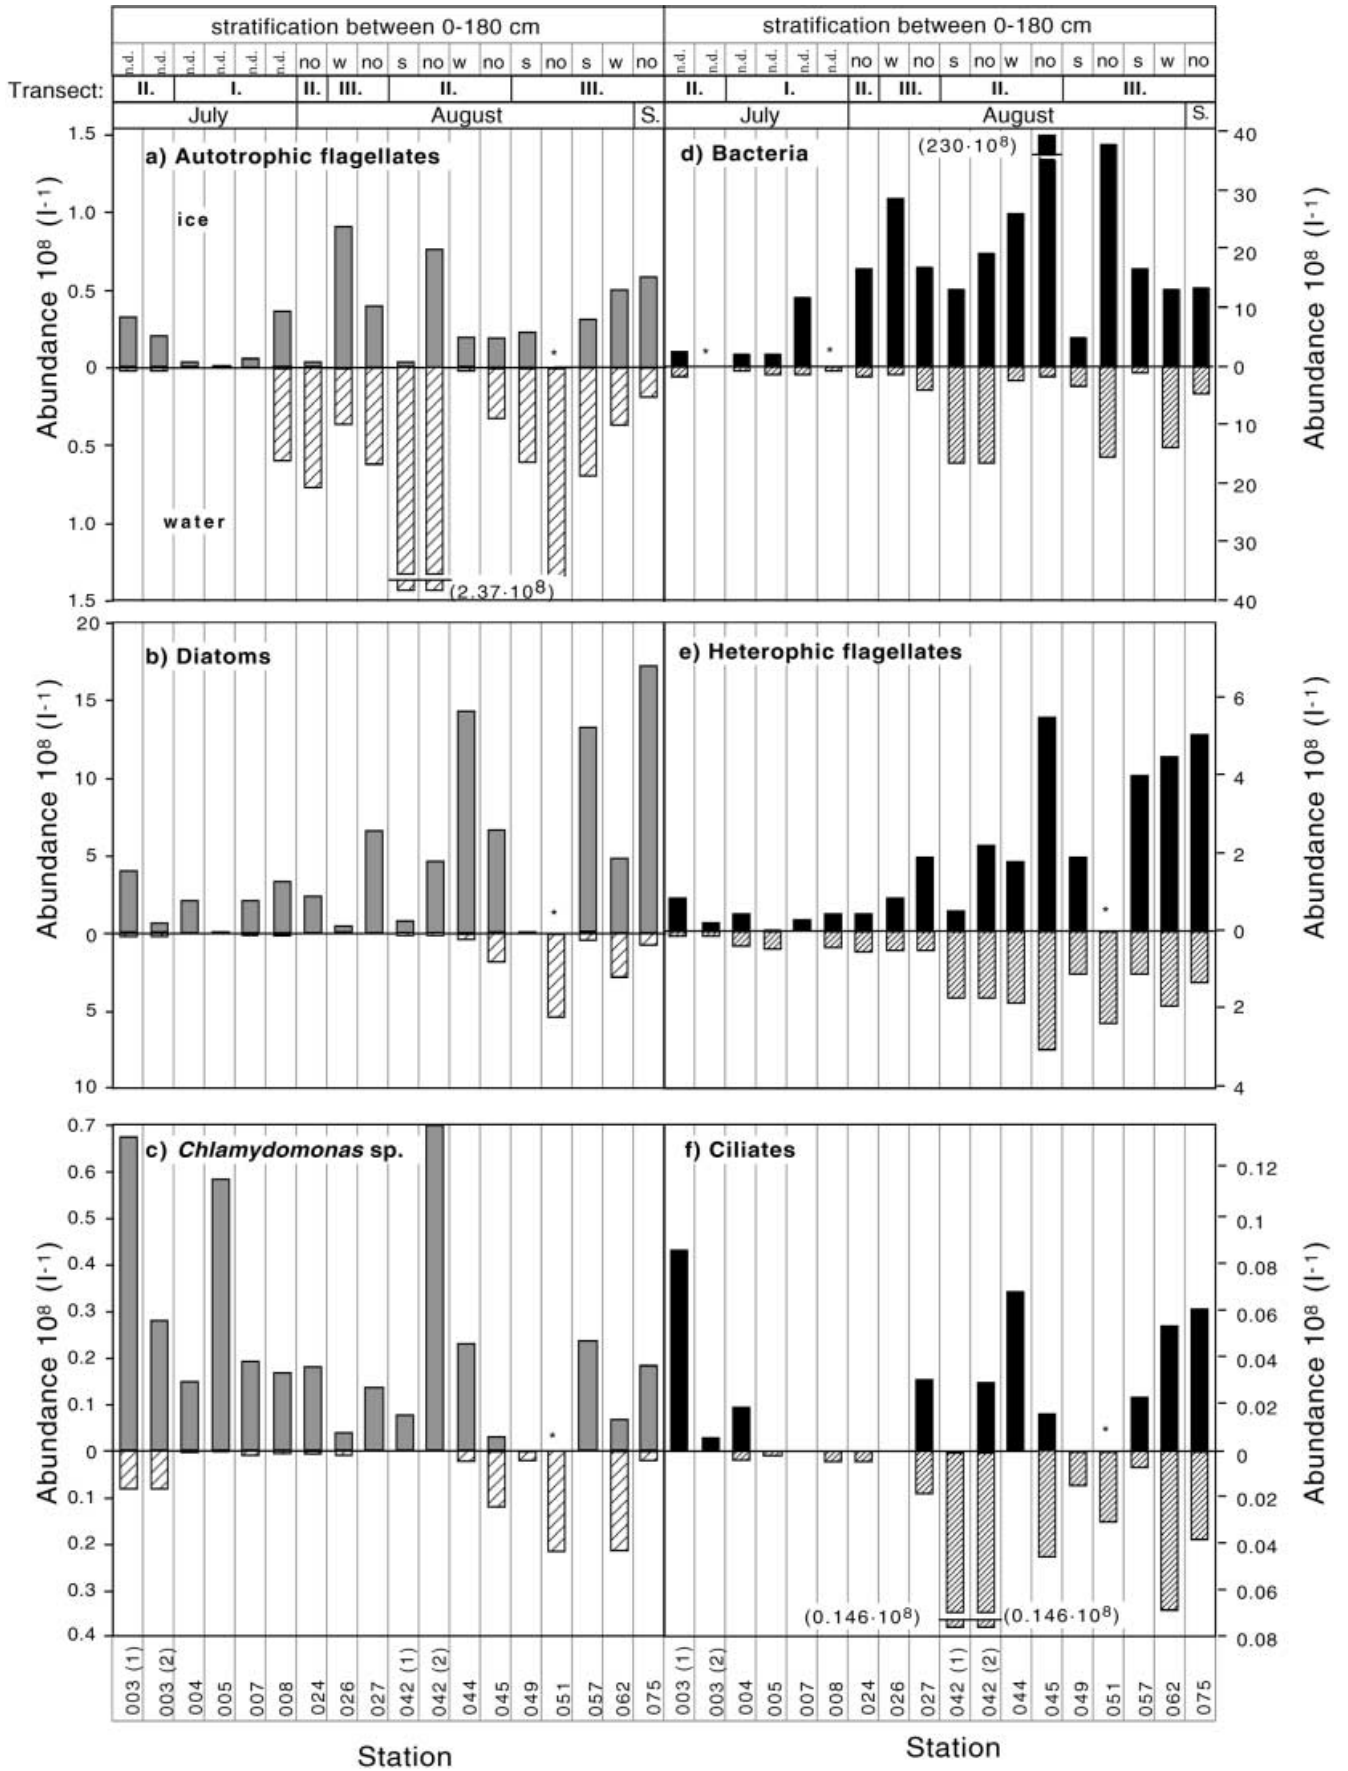 stratification between 0-180 cm stratification between 0-180 cm
n.d. n.d. n.d. n.d. n.d. n.d. no w no s no w no s no s w no n.d. n.d. n.d. n.d. n.d. n.d. no w no s no w no s no s w no
Transect: II. I. II. III. II. III. II. I. II. III. II. III.
July August S. July August S.
a) Autotrophic flagellates
ice
water
(2.37·10⁸)
1.5
1.0
0.5
0
0.5
1.0
1.5
Abundance 10⁸ (l⁻¹)
d) Bacteria
(230·10⁸)
40
30
20
10
0
10
20
30
40
Abundance 10⁸ (l⁻¹)
b) Diatoms
*
20
15
10
5
0
5
10
Abundance 10⁸ (l⁻¹)
e) Heterophic flagellates
*
6
4
2
0
2
4
Abundance 10⁸ (l⁻¹)
c) Chlamydomonas sp.
*
0.7
0.6
0.5
0.4
0.3
0.2
0.1
0
0.1
0.2
0.3
0.4
Abundance 10⁸ (l⁻¹)
f) Ciliates
*
(0.146·10⁸) (0.146·10⁸)
0.12
0.1
0.08
0.06
0.04
0.02
0
0.02
0.04
0.06
0.08
Abundance 10⁸ (l⁻¹)
003 (1) 003 (2) 004 005 007 008 024 026 027 042 (1) 042 (2) 044 045 049 051 057 062 075 003 (1) 003 (2) 004 005 007 008 024 026 027 042 (1) 042 (2) 044 045 049 051 057 062 075
Station Station